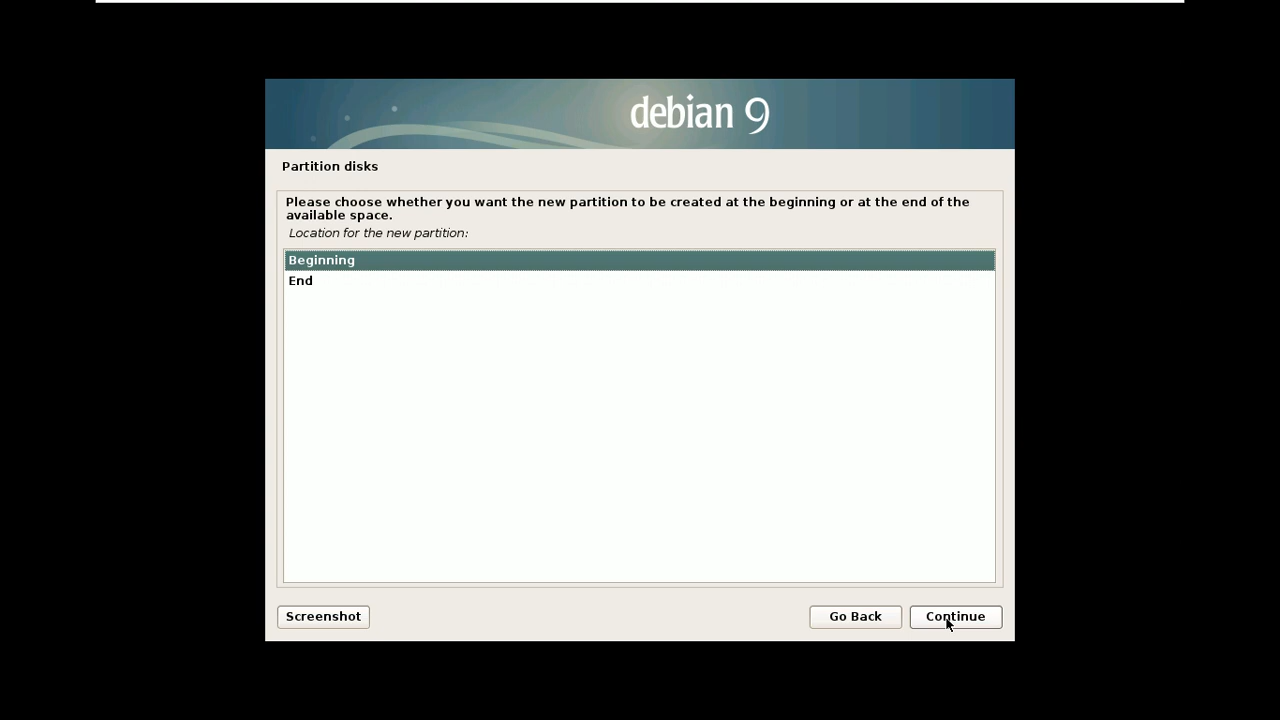 debian 9
Partition disks
Please choose whether you want the new partition to be created at the beginning or at the end of the
available space.
Location for the new partition:
Beginning
End
Screenshot
Go Back
Continue